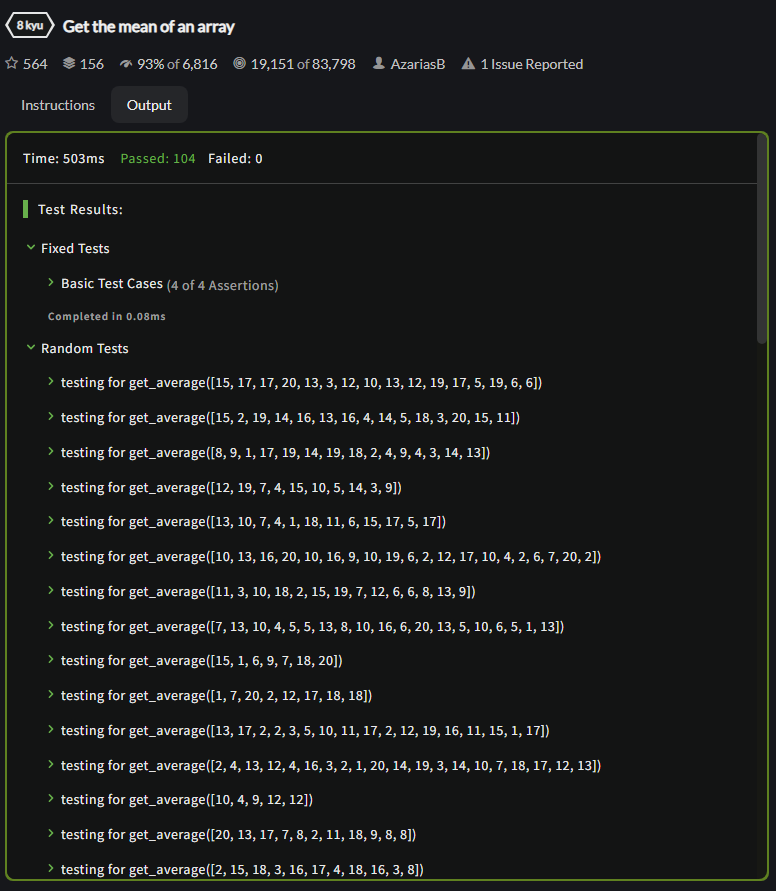 8 kyu Get the mean of an array
564 156 93% of 6,816 19,151 of 83,798 AzariasB 1 Issue Reported
Instructions Output
Time: 503ms Passed: 104 Failed: 0
Test Results:
Fixed Tests
Basic Test Cases (4 of 4 Assertions)
Completed in 0.08ms
Random Tests
testing for get_average([15, 17, 17, 20, 13, 3, 12, 10, 13, 12, 19, 17, 5, 19, 6, 6])
testing for get_average([15, 2, 19, 14, 16, 13, 16, 4, 14, 5, 18, 3, 20, 15, 11])
testing for get_average([8, 9, 1, 17, 19, 14, 19, 18, 2, 4, 9, 4, 3, 14, 13])
testing for get_average([12, 19, 7, 4, 15, 10, 5, 14, 3, 9])
testing for get_average([13, 10, 7, 4, 1, 18, 11, 6, 15, 17, 5, 17])
testing for get_average([10, 13, 16, 20, 10, 16, 9, 10, 19, 6, 2, 12, 17, 10, 4, 2, 6, 7, 20, 2])
testing for get_average([11, 3, 10, 18, 2, 15, 19, 7, 12, 6, 6, 8, 13, 9])
testing for get_average([7, 13, 10, 4, 5, 5, 13, 8, 10, 16, 6, 20, 13, 5, 10, 6, 5, 1, 13])
testing for get_average([15, 1, 6, 9, 7, 18, 20])
testing for get_average([1, 7, 20, 2, 12, 17, 18, 18])
testing for get_average([13, 17, 2, 2, 3, 5, 10, 11, 17, 2, 12, 19, 16, 11, 15, 1, 17])
testing for get_average([2, 4, 13, 12, 4, 16, 3, 2, 1, 20, 14, 19, 3, 14, 10, 7, 18, 17, 12, 13])
testing for get_average([10, 4, 9, 12, 12])
testing for get_average([20, 13, 17, 7, 8, 2, 11, 18, 9, 8, 8])
testing for get_average([2, 15, 18, 3, 16, 17, 4, 18, 16, 3, 8])